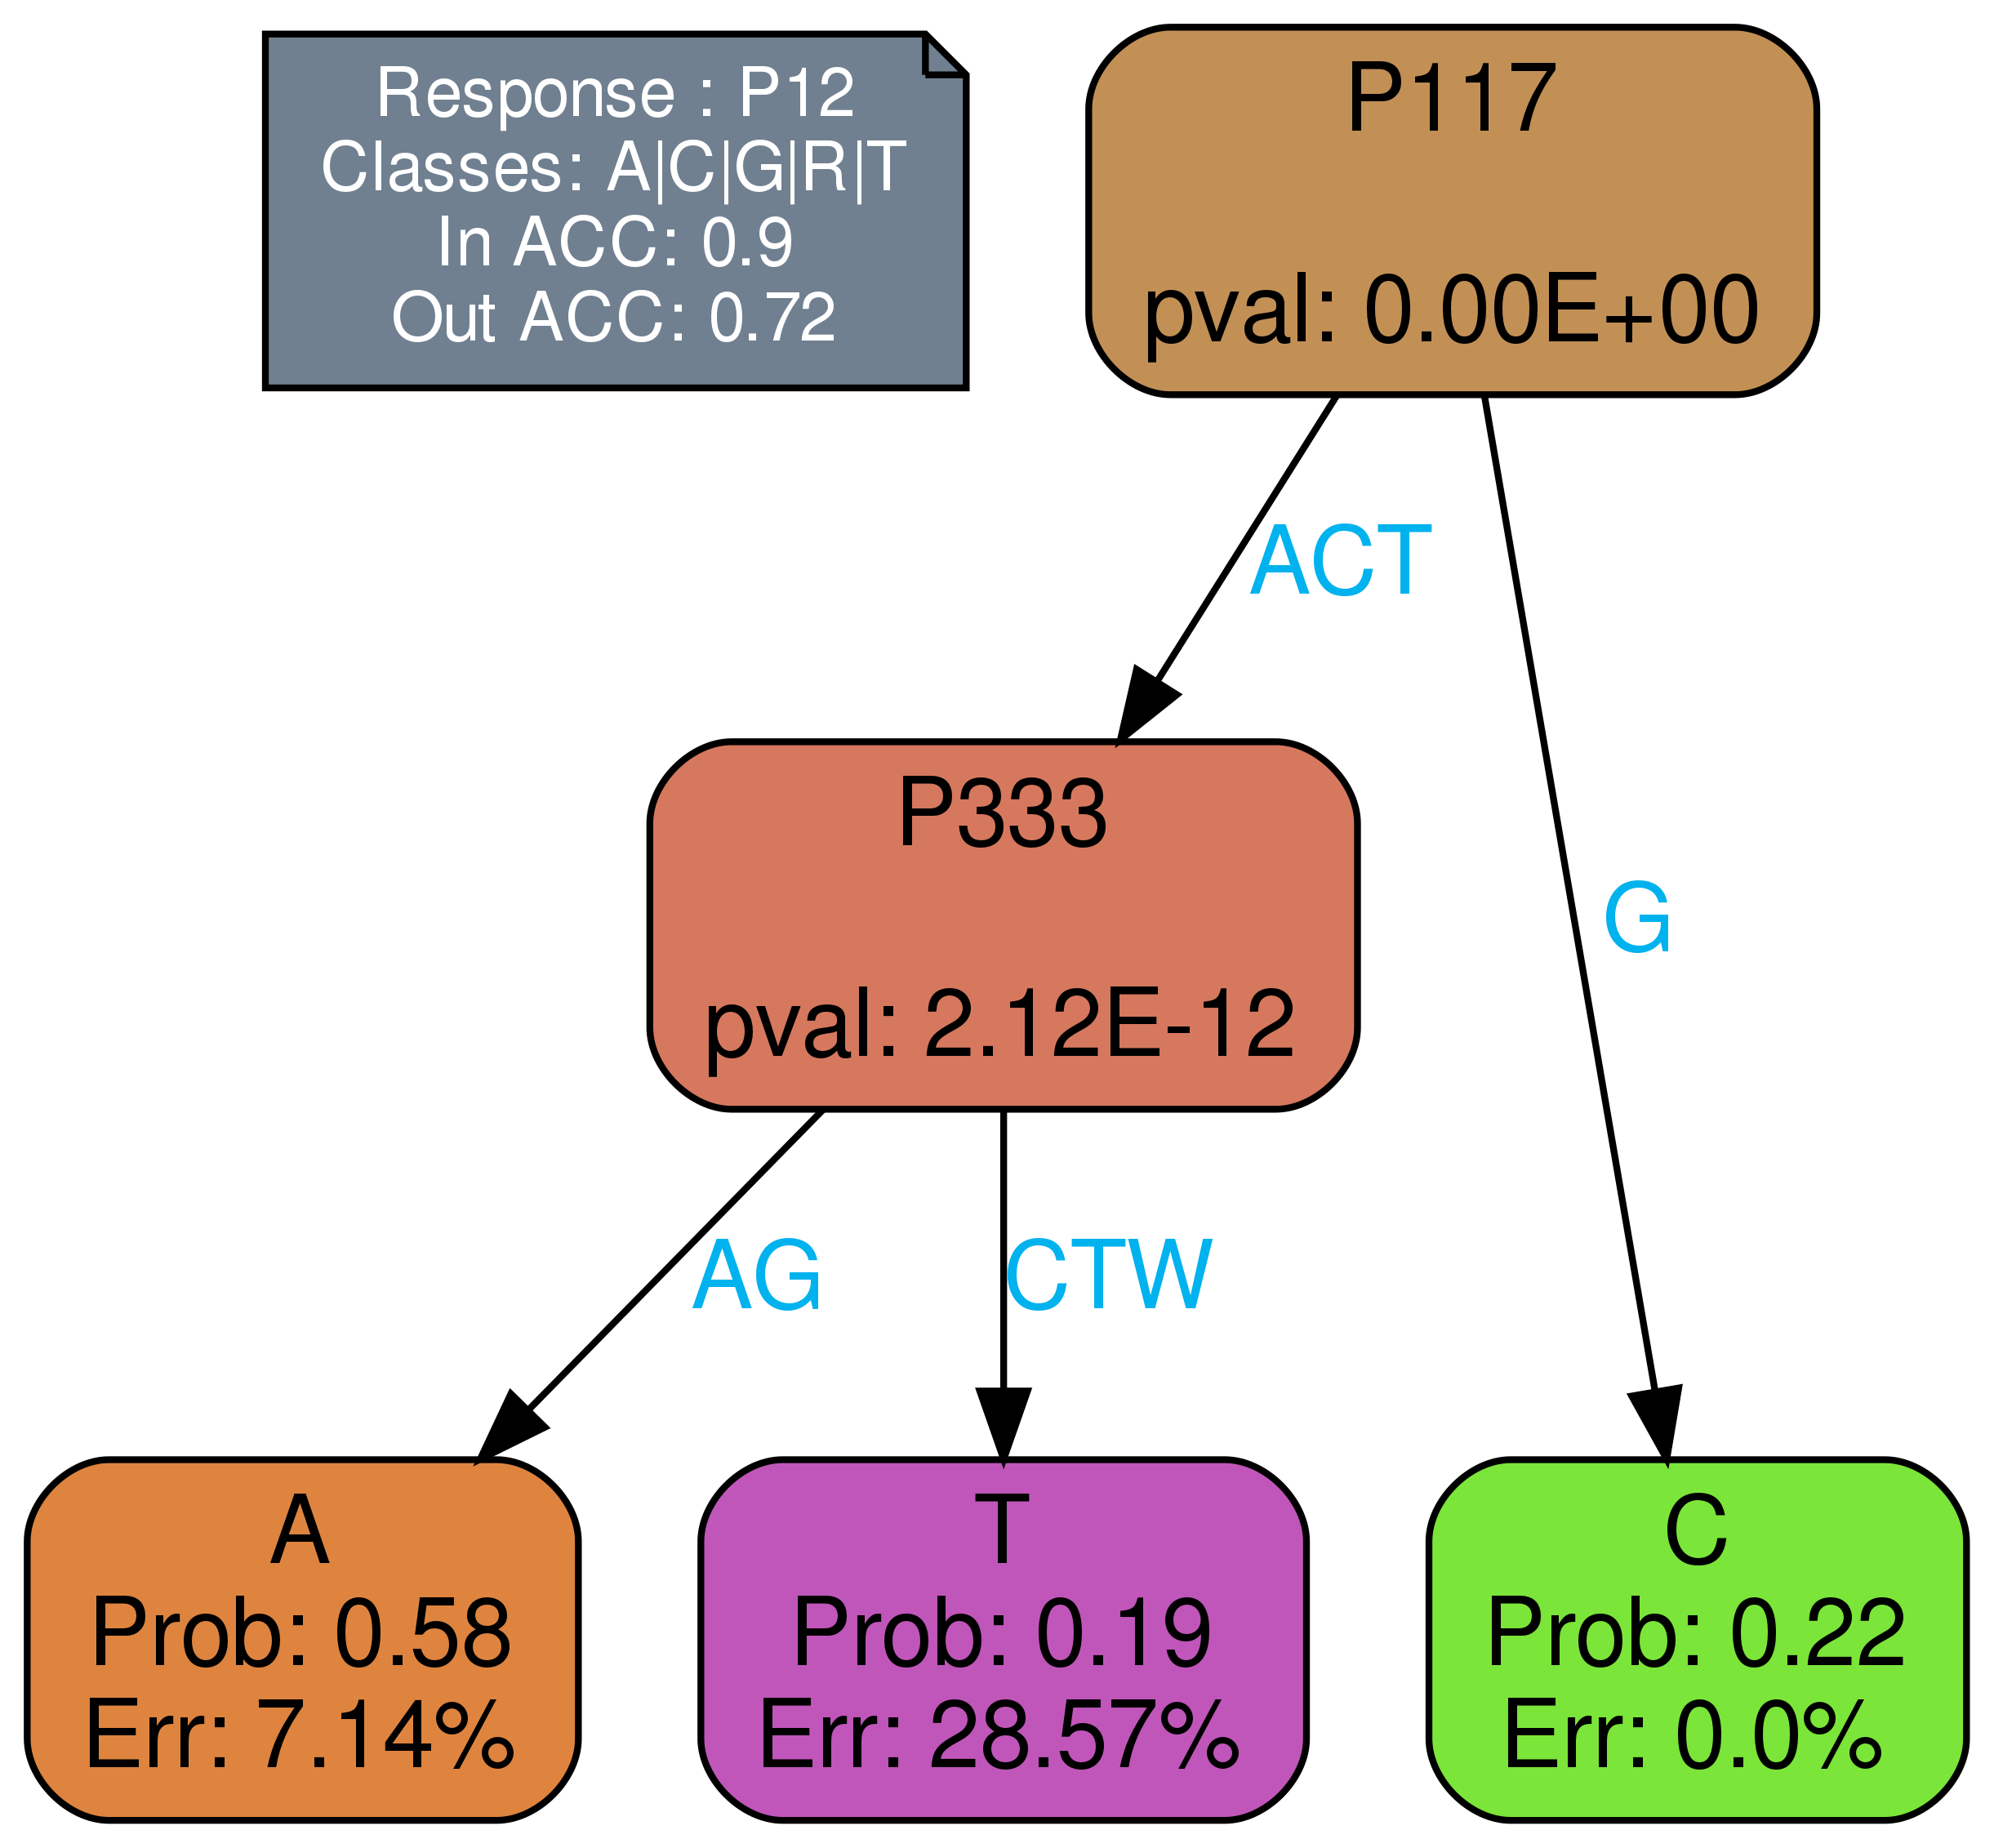 Response : P12
Classes: A|C|G|R|T
In ACC: 0.9
Out ACC: 0.72
P117
pval: 0.00E+00
ACT
G
P333
pval: 2.12E-12
AG
CTW
A
Prob: 0.58
Err: 7.14%
T
Prob: 0.19
Err: 28.57%
C
Prob: 0.22
Err: 0.0%